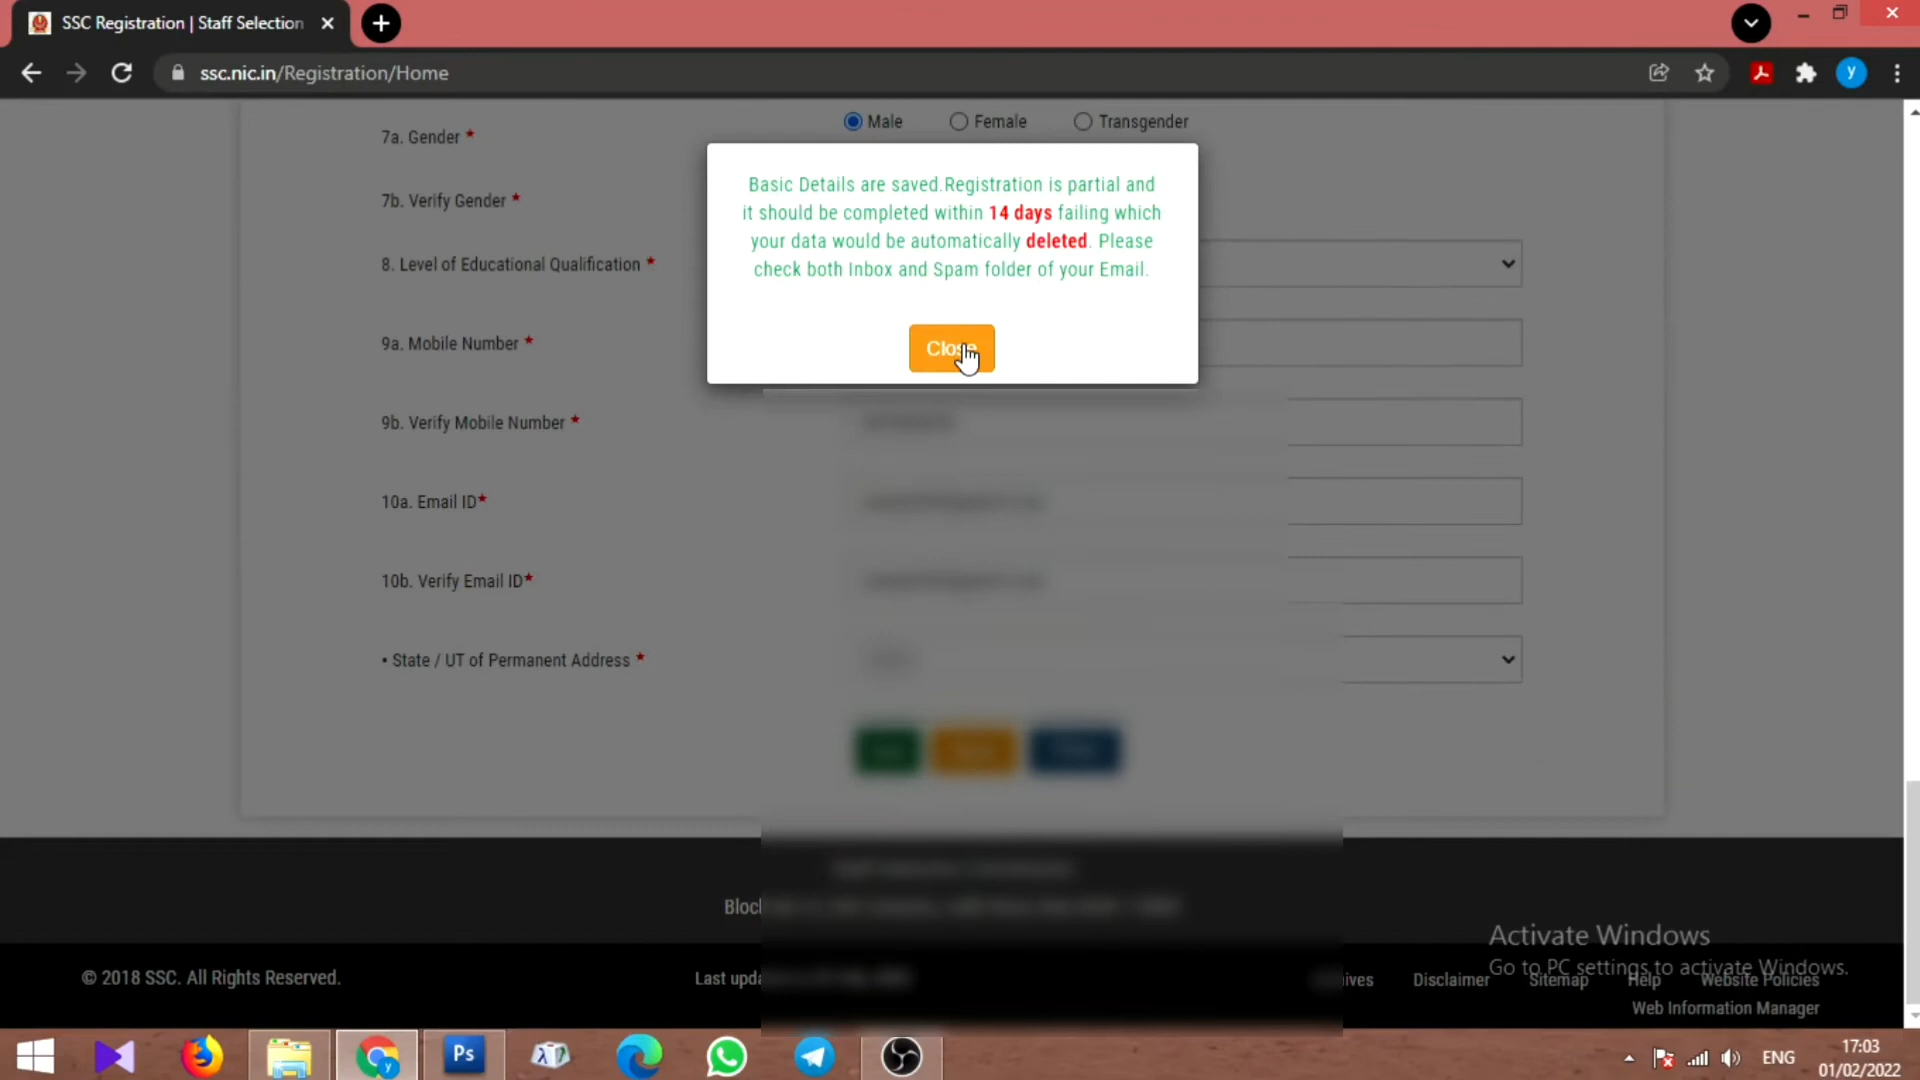 SSC Registration | Staff Selection
ssc.nic.in/Registration/Home
y
7a. Gender *
Male
Female
Transgender
Basic Details are saved.Registration is partial and
it should be completed within 14 days failing which
your data would be automatically deleted. Please
check both Inbox and Spam folder of your Email.
Close
7b. Verify Gender *
8. Level of Educational Qualification *
9a. Mobile Number *
9b. Verify Mobile Number *
10a. Email ID*
10b. Verify Email ID*
• State / UT of Permanent Address *
Activate Windows
Go to PC settings to activate Windows.
© 2018 SSC. All Rights Reserved.
Last
Disclaimer
Sitemap
Help
Website Policies
Web Information Manager
Ps
ENG
17:03
01/02/2022